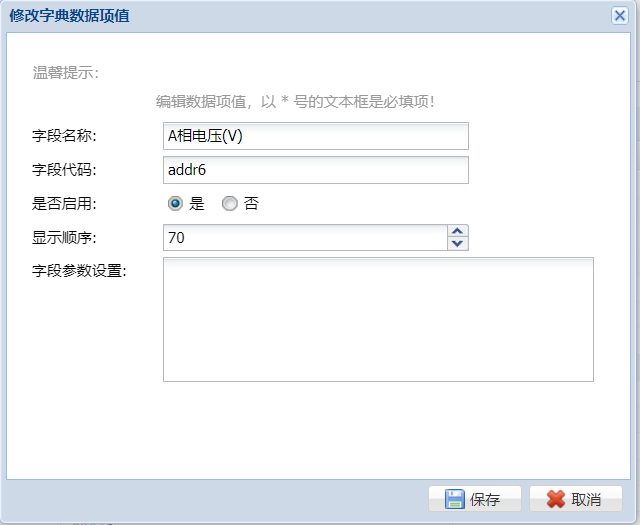 修改字典数据项值
温馨提示：
编辑数据项值，以 * 号的文本框是必填项！
字段名称: A相电压(V)
字段代码: addr6
是否启用: 是 否
显示顺序: 70
字段参数设置:
保存 取消